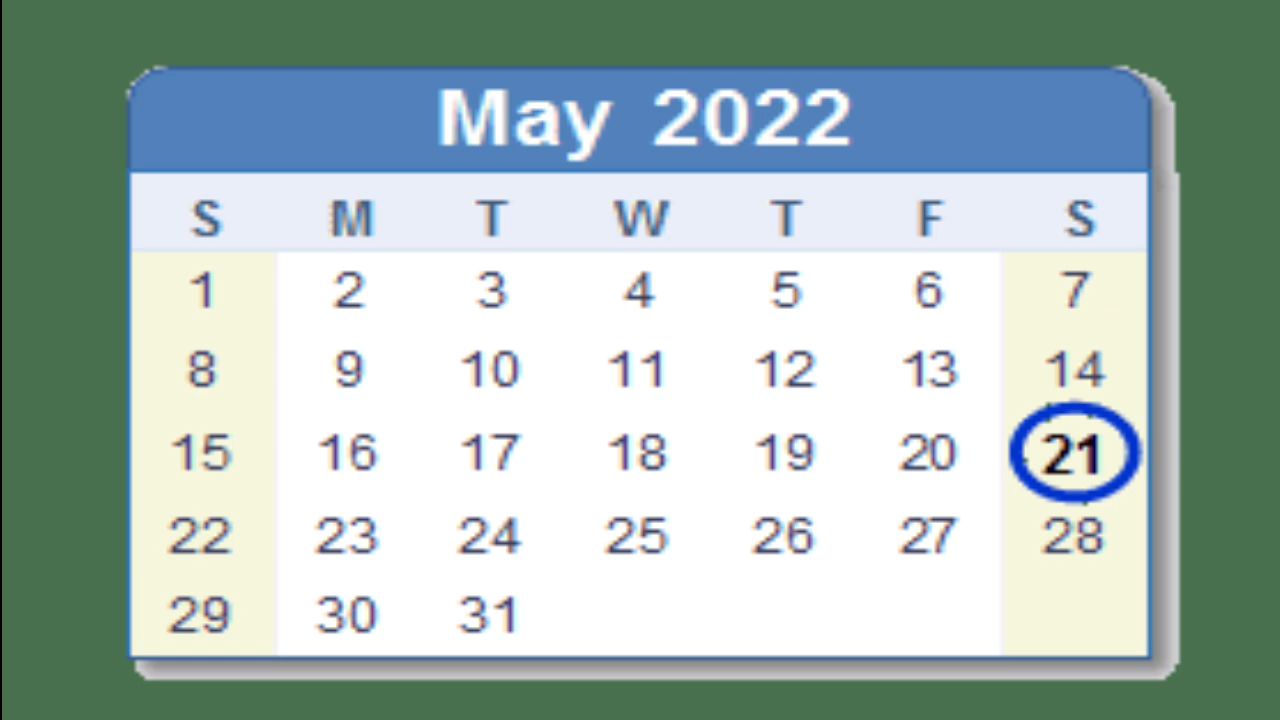 May 2022
S M T W T F S
1 2 3 4 5 6 7
8 9 10 11 12 13 14
15 16 17 18 19 20 21
22 23 24 25 26 27 28
29 30 31